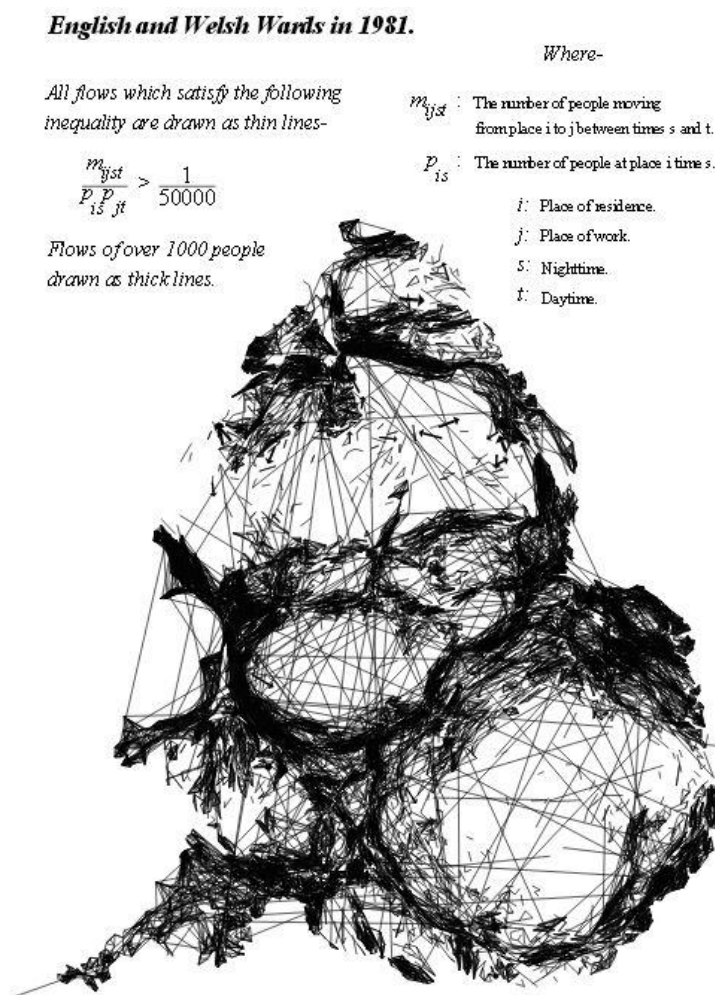 English and Welsh Wards in 1981.
All flows which satisfy the following
inequality are drawn as thin lines-
m_ijst / p_is p_jt > 1 / 50000
Flows of over 1000 people
drawn as thick lines.
Where-
m_ijst : The number of people moving
from place i to j between times s and t.
p_is : The number of people at place i time s.
i: Place of residence.
j: Place of work.
s: Nighttime.
t: Daytime.